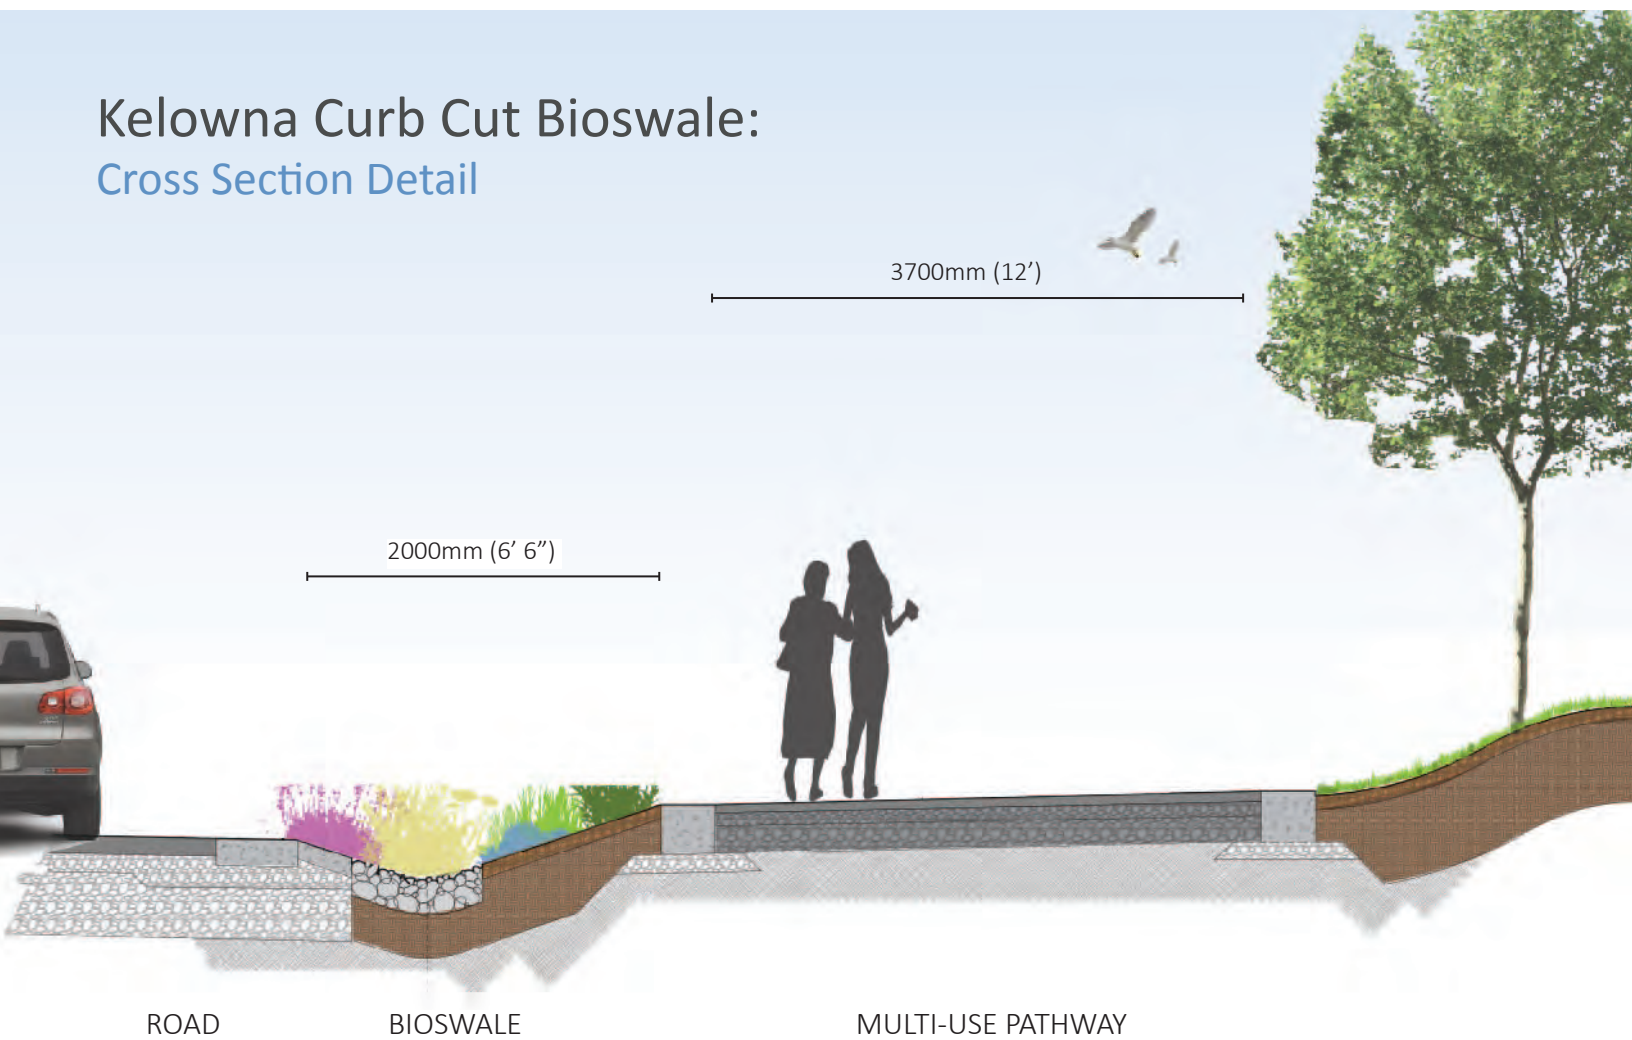 Kelowna Curb Cut Bioswale:
Cross Section Detail
3700mm (12’)
2000mm (6’ 6”)
ROAD
BIOSWALE
MULTI-USE PATHWAY